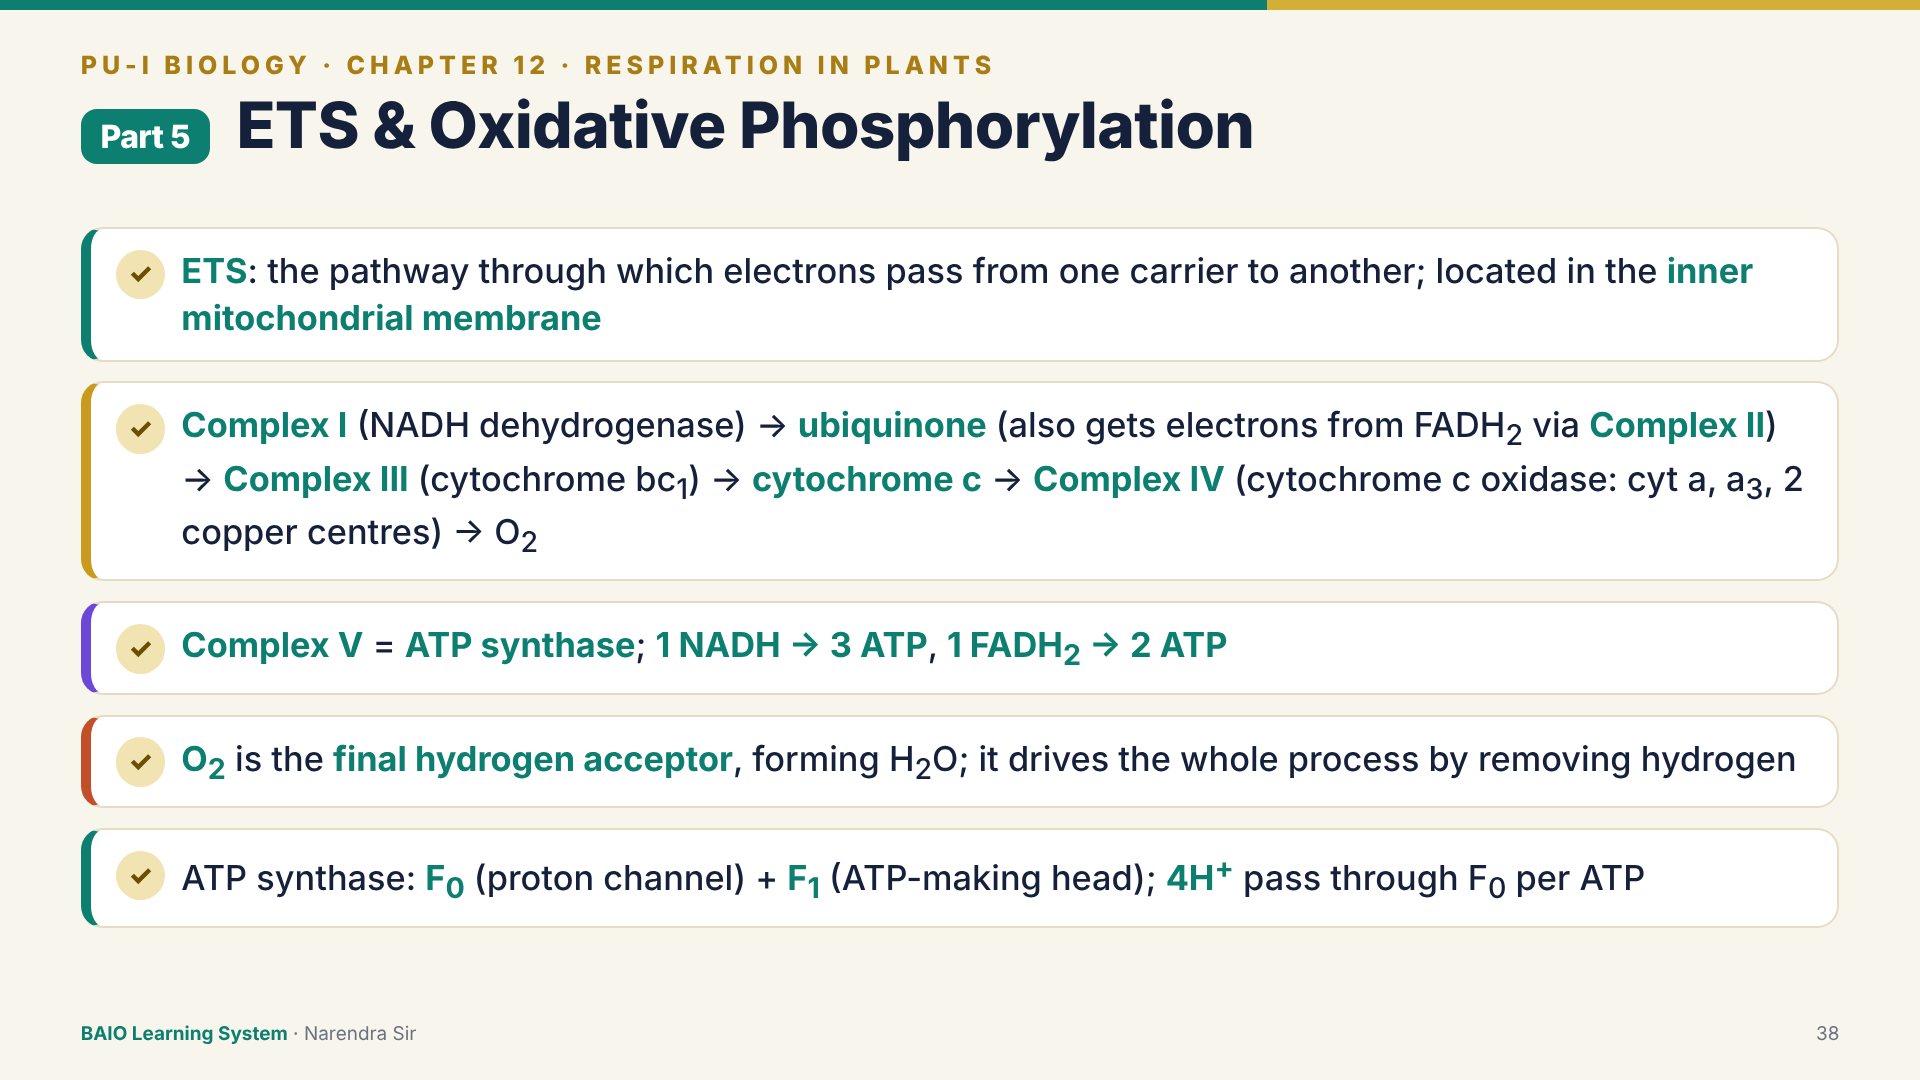 PU-I BIOLOGY · CHAPTER 12 · RESPIRATION IN PLANTS
Part 5 ETS & Oxidative Phosphorylation
ETS: the pathway through which electrons pass from one carrier to another; located in the inner
mitochondrial membrane
Complex I (NADH dehydrogenase) → ubiquinone (also gets electrons from FADH₂ via Complex II)
→ Complex III (cytochrome bc₁) → cytochrome c → Complex IV (cytochrome c oxidase: cyt a, a₃, 2
copper centres) → O₂
Complex V = ATP synthase; 1 NADH → 3 ATP, 1 FADH₂ → 2 ATP
O₂ is the final hydrogen acceptor, forming H₂O; it drives the whole process by removing hydrogen
ATP synthase: F₀ (proton channel) + F₁ (ATP-making head); 4H⁺ pass through F₀ per ATP
BAIO Learning System · Narendra Sir
38